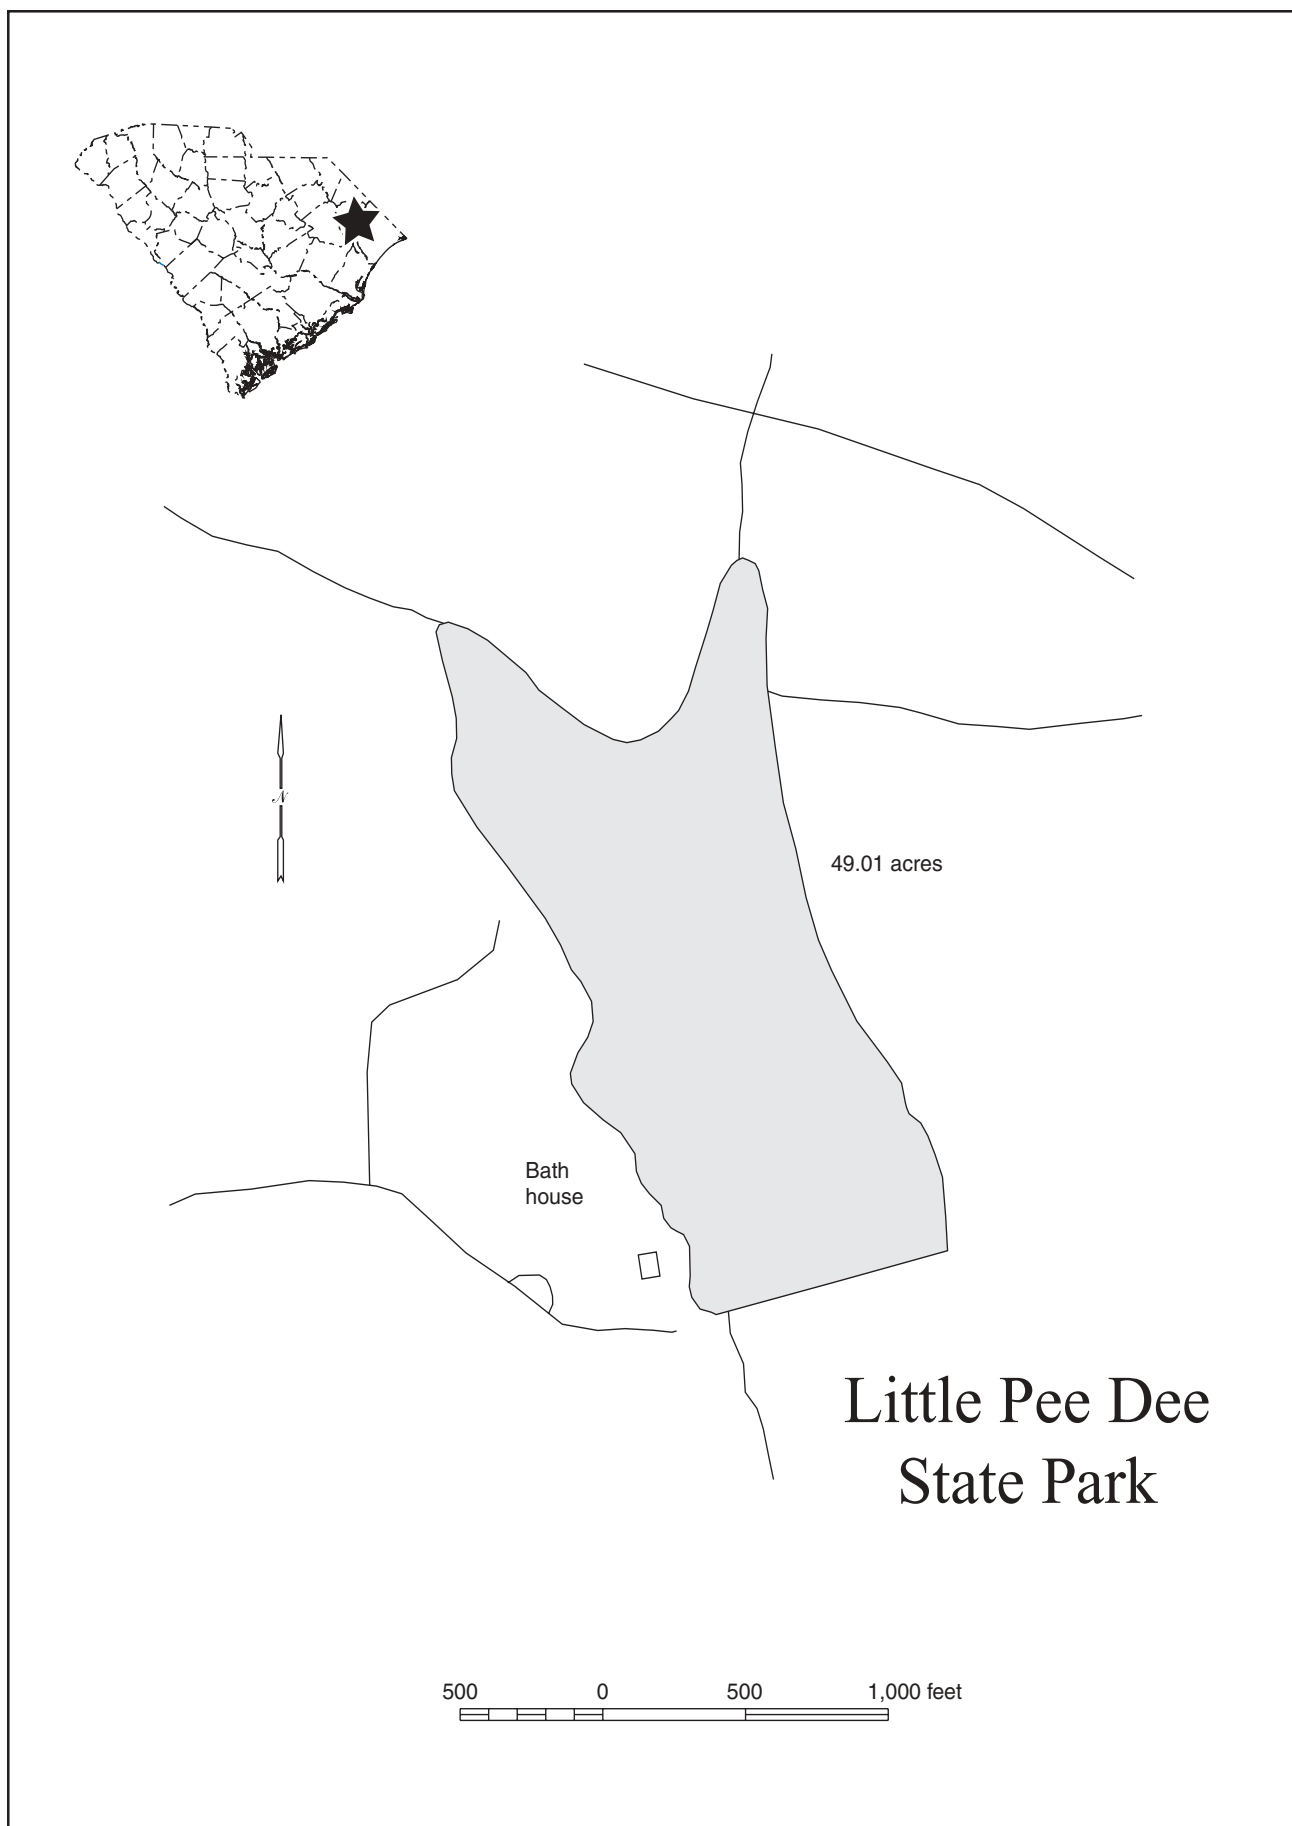 N
49.01 acres
Bath
house
Little Pee Dee
State Park
500 0 500 1,000 feet